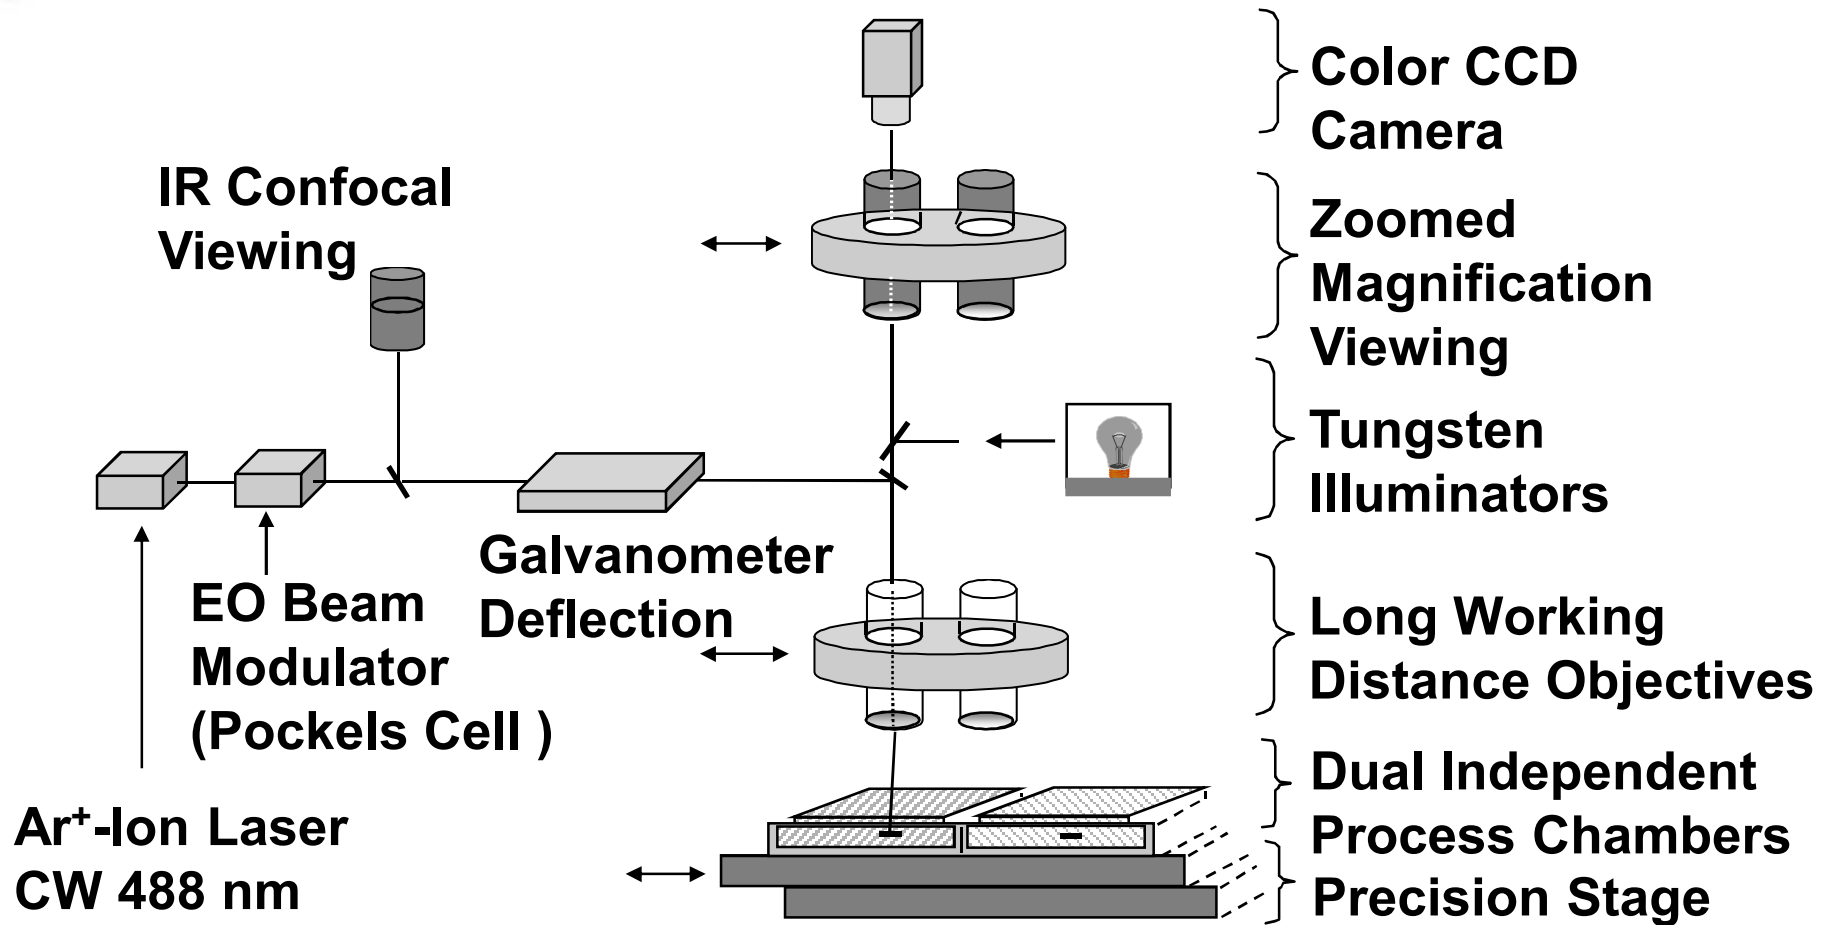 Color CCD
Camera
IR Confocal
Viewing
Zoomed
Magnification
Viewing
Tungsten
Illuminators
Galvanometer
Deflection
EO Beam
Modulator
(Pockels Cell )
Long Working
Distance Objectives
Ar⁺-Ion Laser
CW 488 nm
Dual Independent
Process Chambers
Precision Stage